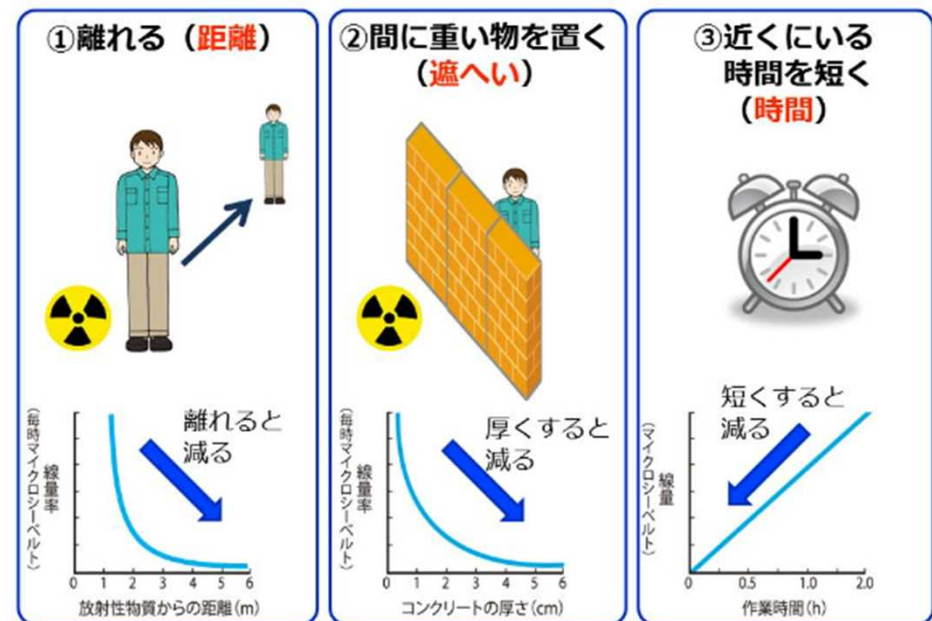 ①離れる（距離）
離れると
減る
線量率
（毎時マイクロシーベルト）
0 1 2 3 4 5 6
放射性物質からの距離(m)
②間に重い物を置く
（遮へい）
厚くすると
減る
線量率
（毎時マイクロシーベルト）
0 1 2 3 4 5 6
コンクリートの厚さ(cm)
③近くにいる
時間を短く
（時間）
短くすると
減る
線量
（マイクロシーベルト）
0 0.5 1.0 1.5 2.0
作業時間(h)